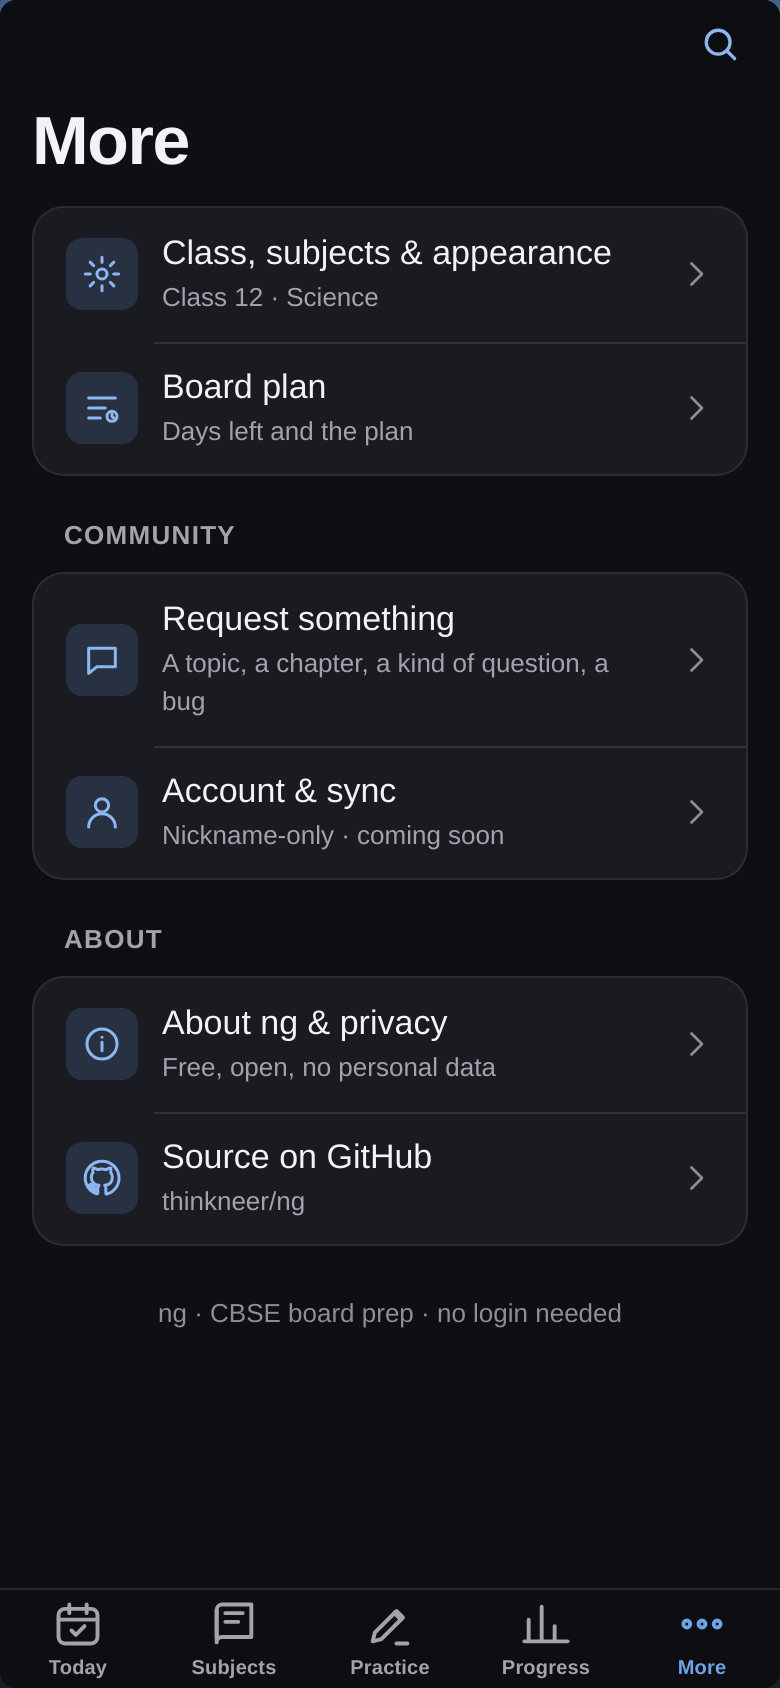 More
Class, subjects & appearance
Class 12 · Science
Board plan
Days left and the plan
COMMUNITY
Request something
A topic, a chapter, a kind of question, a
bug
Account & sync
Nickname-only · coming soon
ABOUT
About ng & privacy
Free, open, no personal data
Source on GitHub
thinkneer/ng
ng · CBSE board prep · no login needed
Today Subjects Practice Progress More